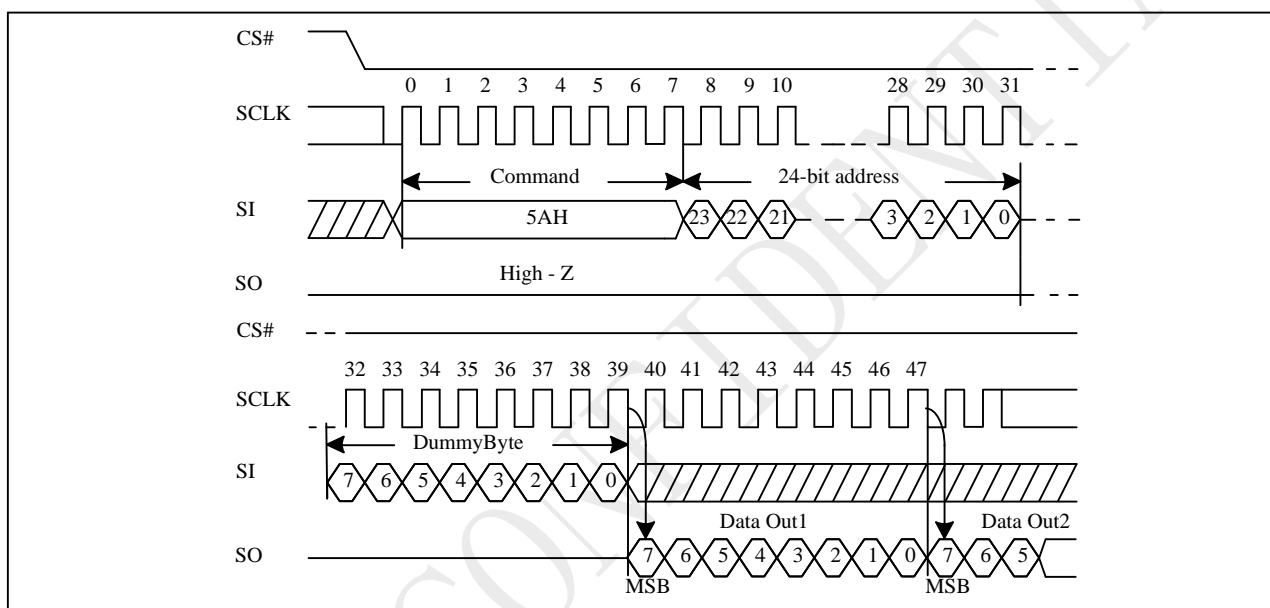 CS#
0 1 2 3 4 5 6 7 8 9 10 28 29 30 31
SCLK
Command 24-bit address
SI 5AH 23 22 21 3 2 1 0
High - Z
SO
CS#
32 33 34 35 36 37 38 39 40 41 42 43 44 45 46 47
SCLK
DummyByte
SI 7 6 5 4 3 2 1 0
Data Out1 Data Out2
SO 7 6 5 4 3 2 1 0 7 6 5
MSB MSB
CONFIDENTIA